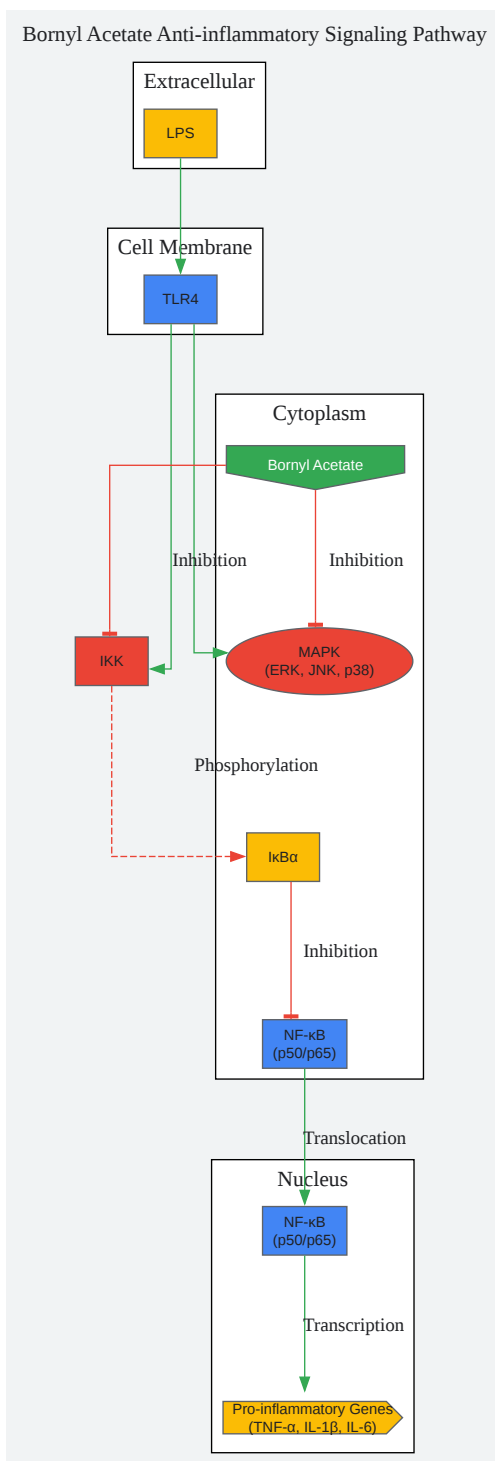 Bornyl Acetate Anti-inflammatory Signaling Pathway
Extracellular
LPS
Cell Membrane
TLR4
Cytoplasm
Bornyl Acetate
Inhibition
Inhibition
IKK
MAPK
(ERK, JNK, p38)
Phosphorylation
IκBα
Inhibition
NF-κB
(p50/p65)
Translocation
Nucleus
NF-κB
(p50/p65)
Transcription
Pro-inflammatory Genes
(TNF-α, IL-1β, IL-6)